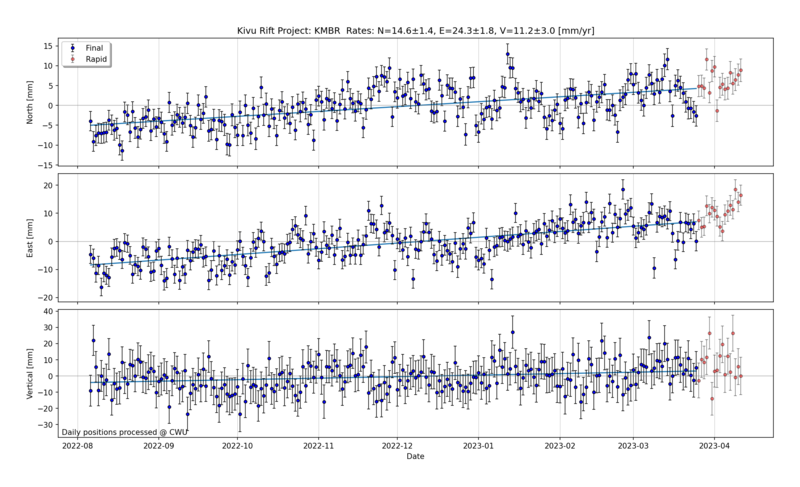 Kivu Rift Project: KMBR Rates: N=14.6±1.4, E=24.3±1.8, V=11.2±3.0 [mm/yr]
Final
Rapid
North [mm]
15
10
5
0
−5
−10
−15
East [mm]
20
10
0
−10
−20
Vertical [mm]
40
30
20
10
0
−10
−20
−30
Daily positions processed @ CWU
2022-08 2022-09 2022-10 2022-11 2022-12 2023-01 2023-02 2023-03 2023-04
Date